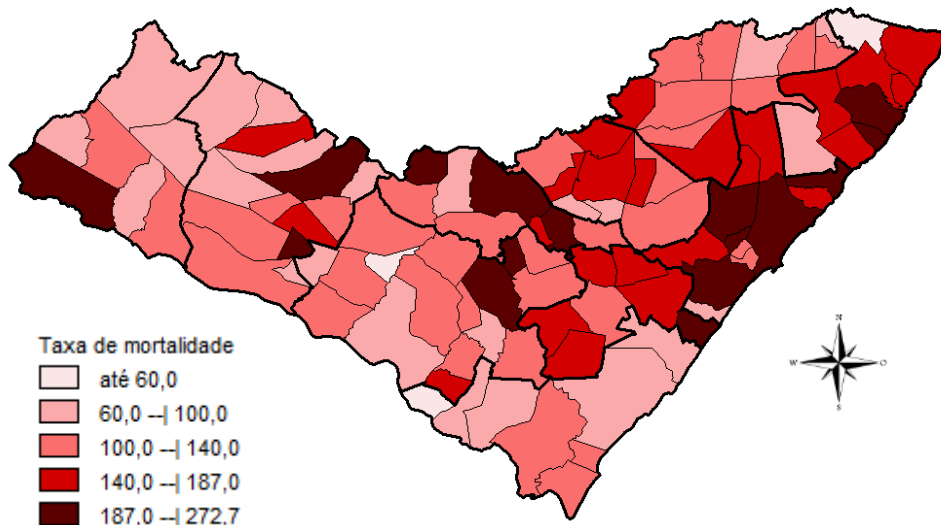 Taxa de mortalidade
até 60,0
60,0 --| 100,0
100,0 --| 140,0
140,0 --| 187,0
187,0 --| 272,7
N
W
O
S